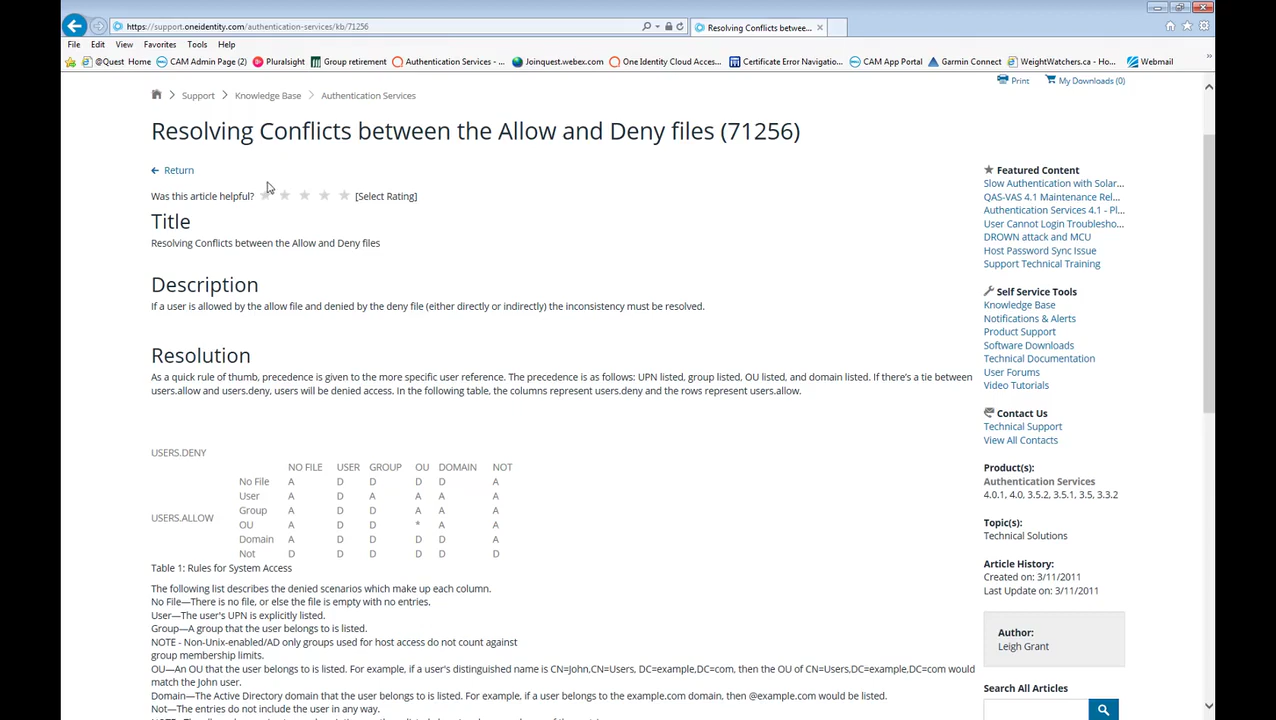 https://support.oneidentity.com/authentication-services/kb/71256
Resolving Conflicts betwee...
File Edit View Favorites Tools Help
@Quest Home CAM Admin Page (2) Pluralsight Group retirement Authentication Services - ... Joinquest.webex.com One Identity Cloud Acces... Certificate Error Navigatio... CAM App Portal Garmin Connect WeightWatchers.ca - Ho... Webmail
Print My Downloads (0)
Support Knowledge Base Authentication Services
Resolving Conflicts between the Allow and Deny files (71256)
Return
Was this article helpful? [Select Rating]
Title
Resolving Conflicts between the Allow and Deny files
Description
If a user is allowed by the allow file and denied by the deny file (either directly or indirectly) the inconsistency must be resolved.
Resolution
As a quick rule of thumb, precedence is given to the more specific user reference. The precedence is as follows: UPN listed, group listed, OU listed, and domain listed. If there's a tie between
users.allow and users.deny, users will be denied access. In the following table, the columns represent users.deny and the rows represent users.allow.
USERS.DENY
NO FILE USER GROUP OU DOMAIN NOT
No File A D D D D A
User A D A A A A
Group A D D A A A
USERS.ALLOW
OU A D D * A A
Domain A D D D D A
Not D D D D D D
Table 1: Rules for System Access
The following list describes the denied scenarios which make up each column.
No File—There is no file, or else the file is empty with no entries.
User—The user's UPN is explicitly listed.
Group—A group that the user belongs to is listed.
NOTE - Non-Unix-enabled/AD only groups used for host access do not count against
group membership limits.
OU—An OU that the user belongs to is listed. For example, if a user's distinguished name is CN=John,CN=Users, DC=example,DC=com, then the OU of CN=Users,DC=example,DC=com would
match the John user.
Domain—The Active Directory domain that the user belongs to is listed. For example, if a user belongs to the example.com domain, then @example.com would be listed.
Not—The entries do not include the user in any way.
Featured Content
Slow Authentication with Solar...
QAS-VAS 4.1 Maintenance Rel...
Authentication Services 4.1 - Pl...
User Cannot Login Troublesho...
DROWN attack and MCU
Host Password Sync Issue
Support Technical Training
Self Service Tools
Knowledge Base
Notifications & Alerts
Product Support
Software Downloads
Technical Documentation
User Forums
Video Tutorials
Contact Us
Technical Support
View All Contacts
Product(s):
Authentication Services
4.0.1, 4.0, 3.5.2, 3.5.1, 3.5, 3.3.2
Topic(s):
Technical Solutions
Article History:
Created on: 3/11/2011
Last Update on: 3/11/2011
Author:
Leigh Grant
Search All Articles